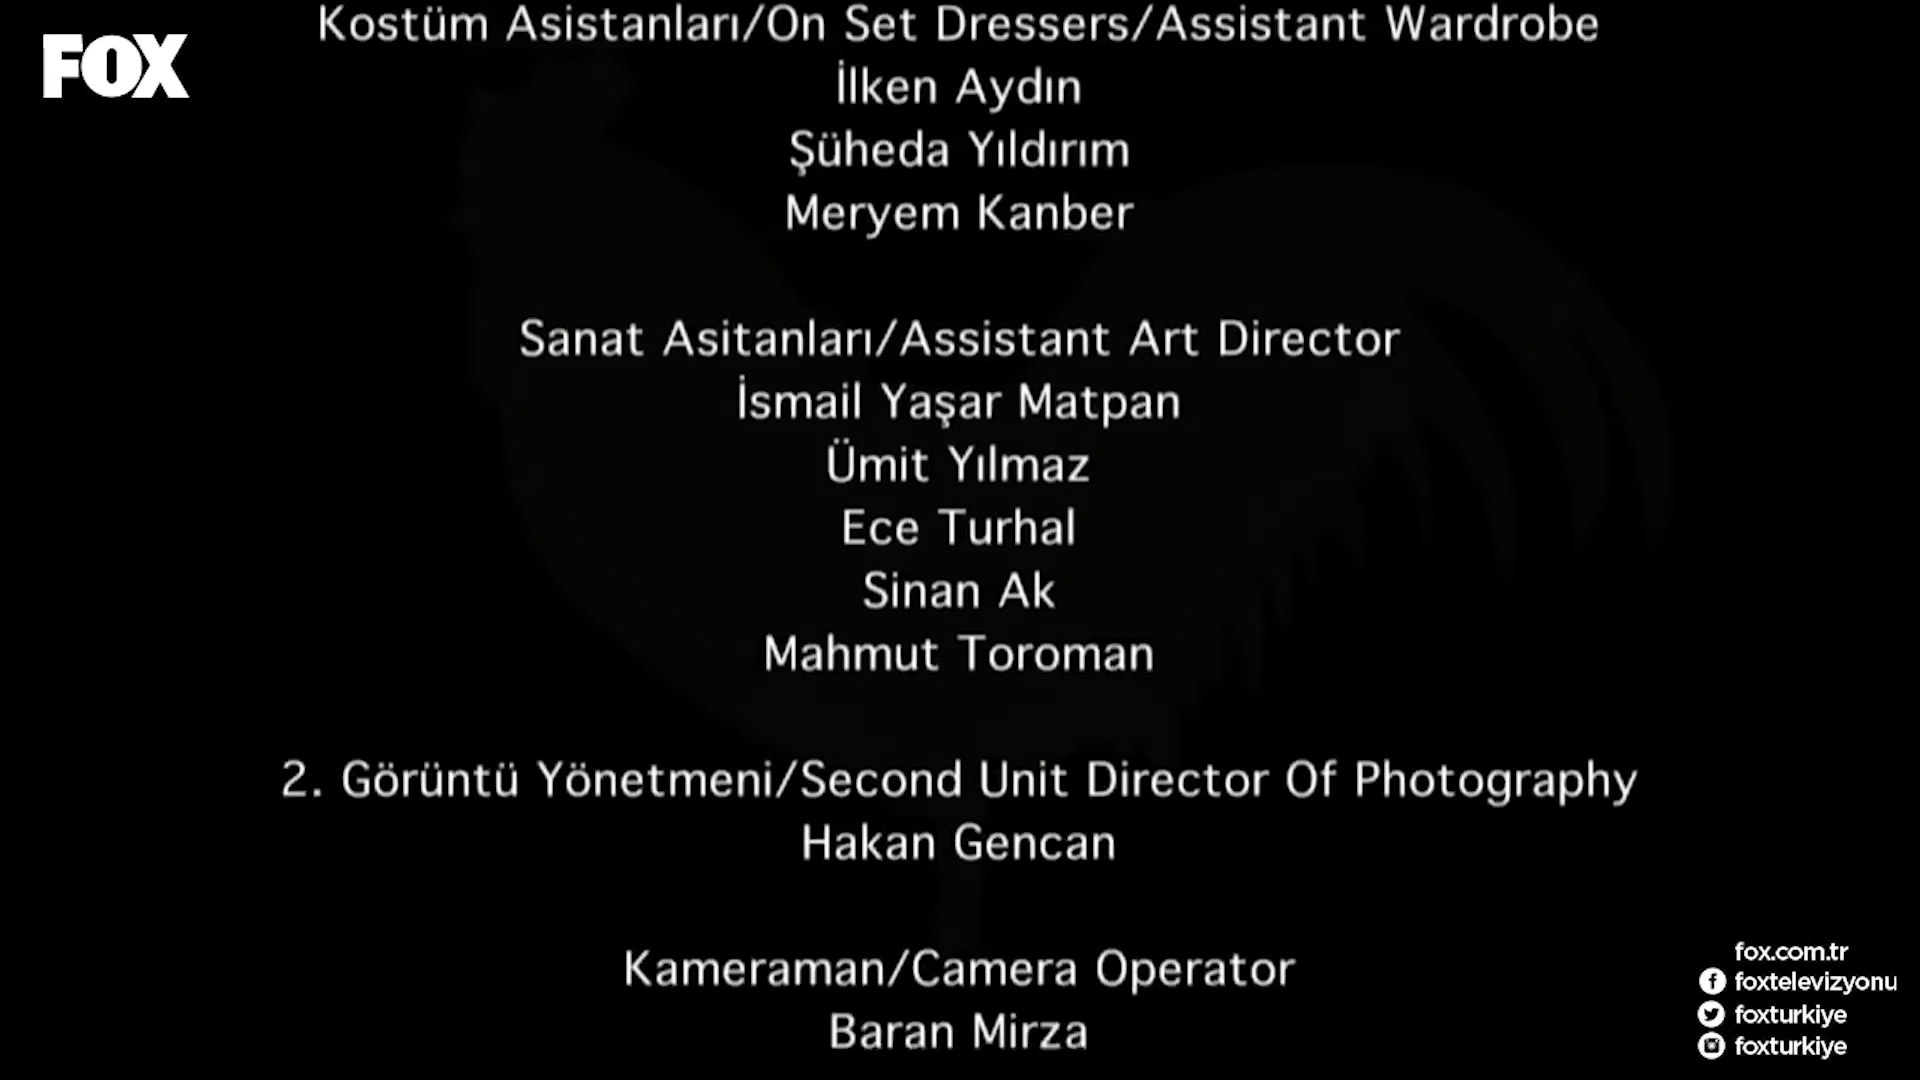 Kostüm Asistanları/On Set Dressers/Assistant Wardrobe
FOX
İlken Aydın
Şüheda Yıldırım
Meryem Kanber
Sanat Asitanları/Assistant Art Director
İsmail Yaşar Matpan
Ümit Yılmaz
Ece Turhal
Sinan Ak
Mahmut Toroman
2. Görüntü Yönetmeni/Second Unit Director Of Photography
Hakan Gencan
Kameraman/Camera Operator
Baran Mirza
fox.com.tr
foxtelevizyonu
foxturkiye
foxturkiye